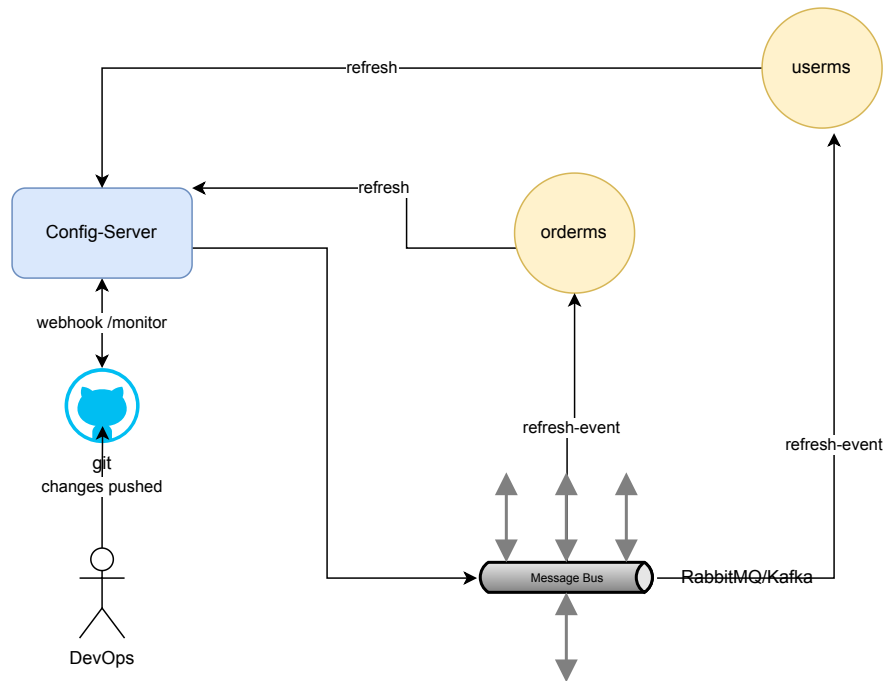 userms
refresh
refresh
orderms
Config-Server
webhook /monitor
refresh-event
refresh-event
git
changes pushed
Message Bus
RabbitMQ/Kafka
DevOps